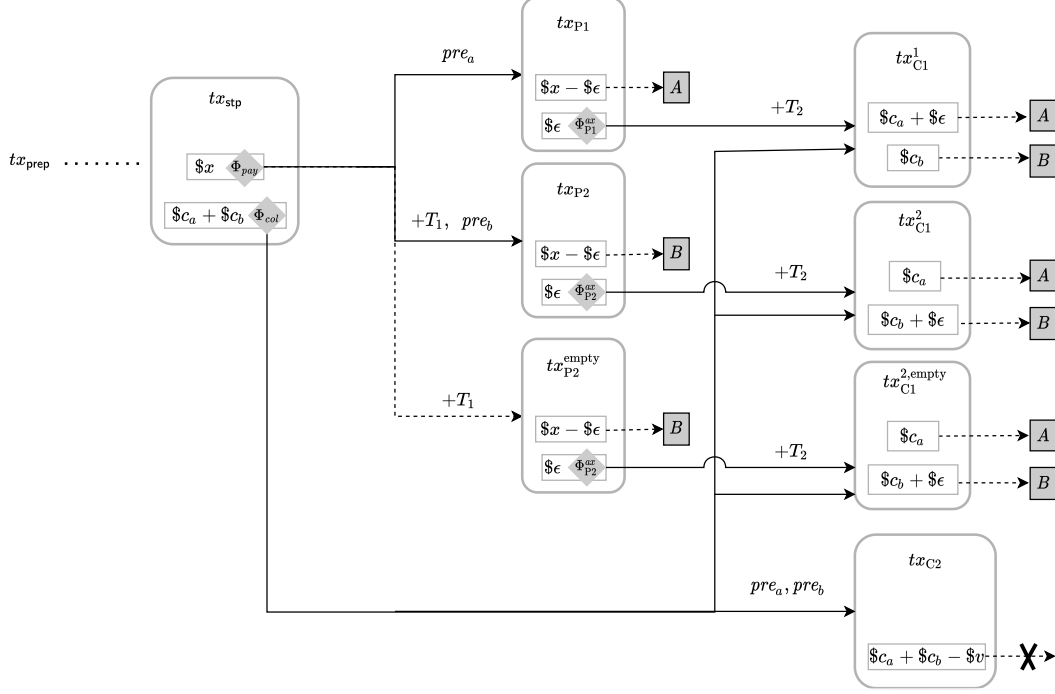 tx_prep
tx_stp
$x Φ_pay
$c_a + $c_b Φ_col
pre_a
+T_1, pre_b
+T_1
tx_P1
$x − $ϵ
A
$ϵ Φ^ax_P1
tx_P2
$x − $ϵ
B
$ϵ Φ^ax_P2
tx^empty_P2
$x − $ϵ
B
$ϵ Φ^ax_P2
+T_2
+T_2
+T_2
pre_a, pre_b
tx^1_C1
$c_a + $ϵ
A
$c_b
B
tx^2_C1
$c_a
A
$c_b + $ϵ
B
tx^2,empty_C1
$c_a
A
$c_b + $ϵ
B
tx_C2
$c_a + $c_b − $v